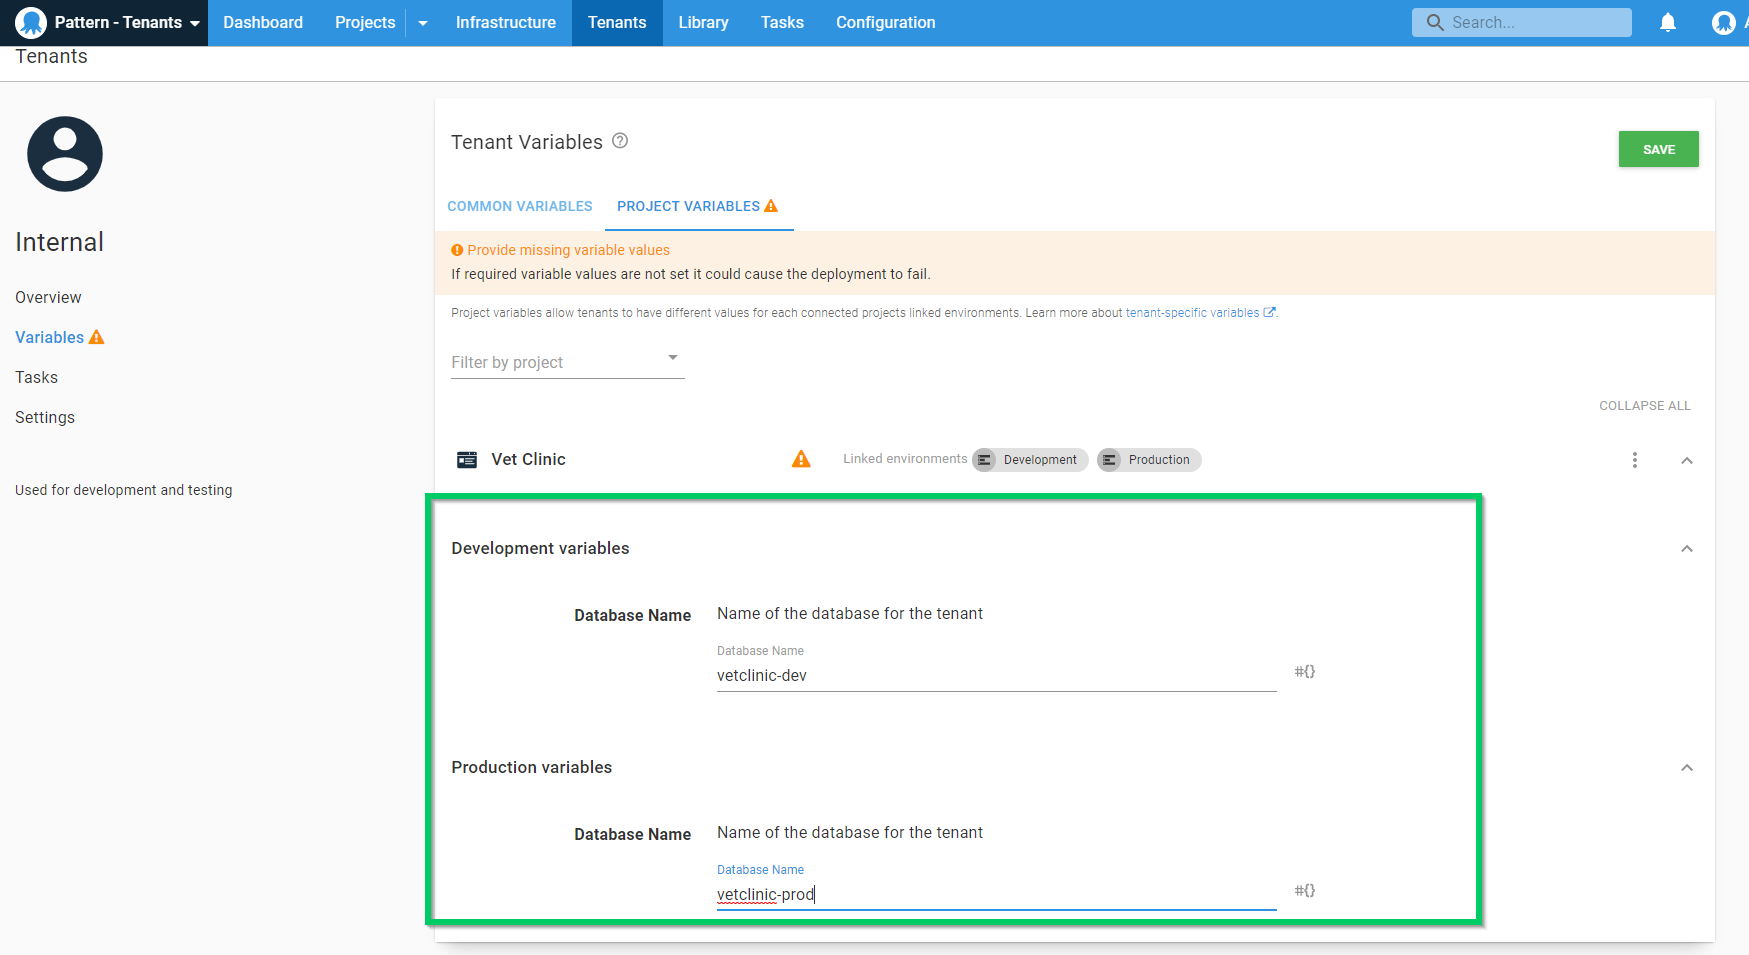 Pattern - Tenants Dashboard Projects Infrastructure Tenants Library Tasks Configuration Search...
Tenants
Internal
Overview
Variables
Tasks
Settings
Used for development and testing
Tenant Variables
SAVE
COMMON VARIABLES PROJECT VARIABLES
Provide missing variable values
If required variable values are not set it could cause the deployment to fail.
Project variables allow tenants to have different values for each connected projects linked environments. Learn more about tenant-specific variables.
Filter by project
COLLAPSE ALL
Vet Clinic Linked environments Development Production
Development variables
Database Name Name of the database for the tenant
Database Name
vetclinic-dev #{}
Production variables
Database Name Name of the database for the tenant
Database Name
vetclinic-prod #{}